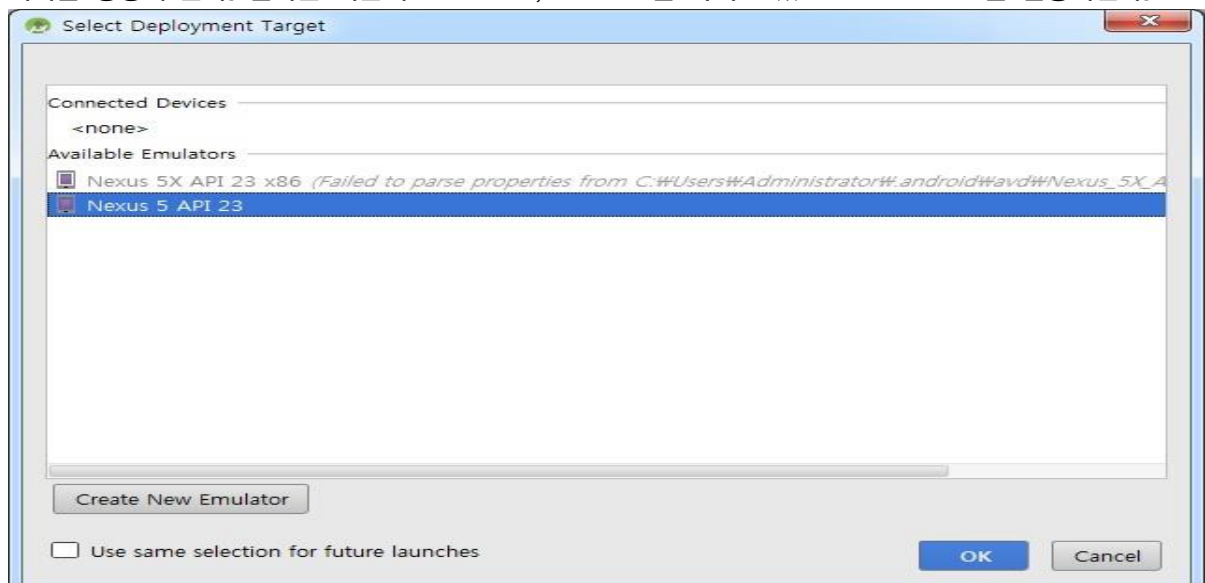 Select Deployment Target
Connected Devices
<none>
Available Emulators
Nexus 5X API 23 x86 (Failed to parse properties from C:₩Users₩Administrator₩.android₩avd₩Nexus_5X_A
Nexus 5 API 23
Create New Emulator
Use same selection for future launches
OK Cancel